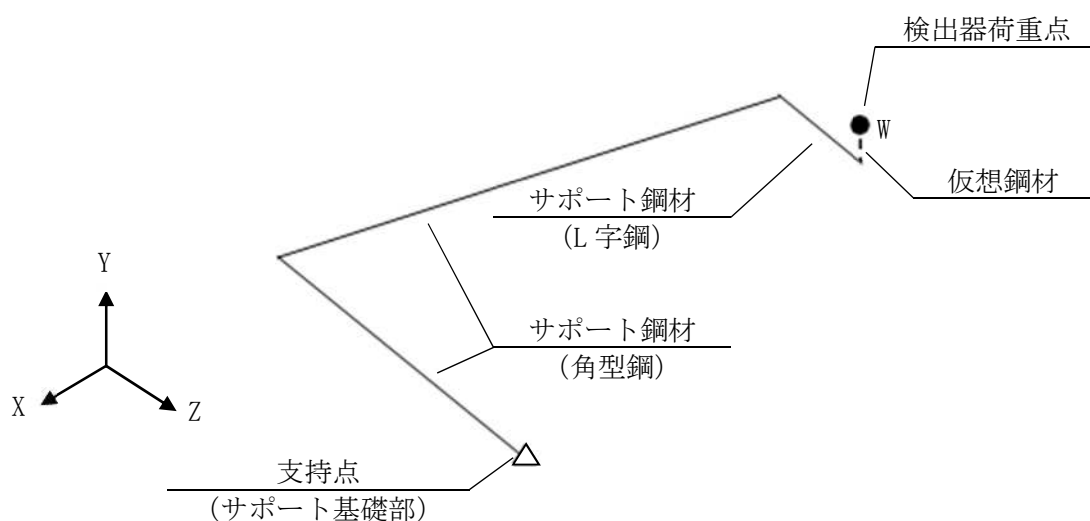 検出器荷重点
W
仮想鋼材
サポート鋼材
(L 字鋼)
Y
サポート鋼材
(角型鋼)
X
Z
支持点
(サポート基礎部)